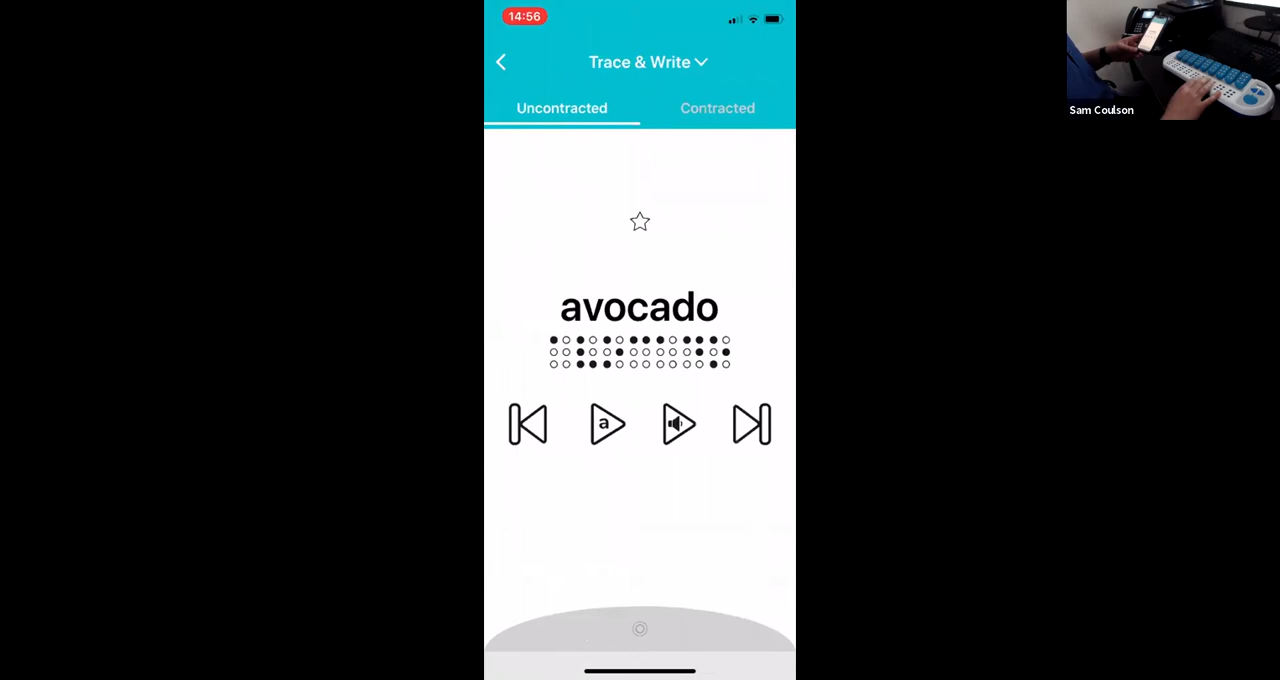 14:56
Trace & Write
Uncontracted Contracted
avocado
a
Sam Coulson